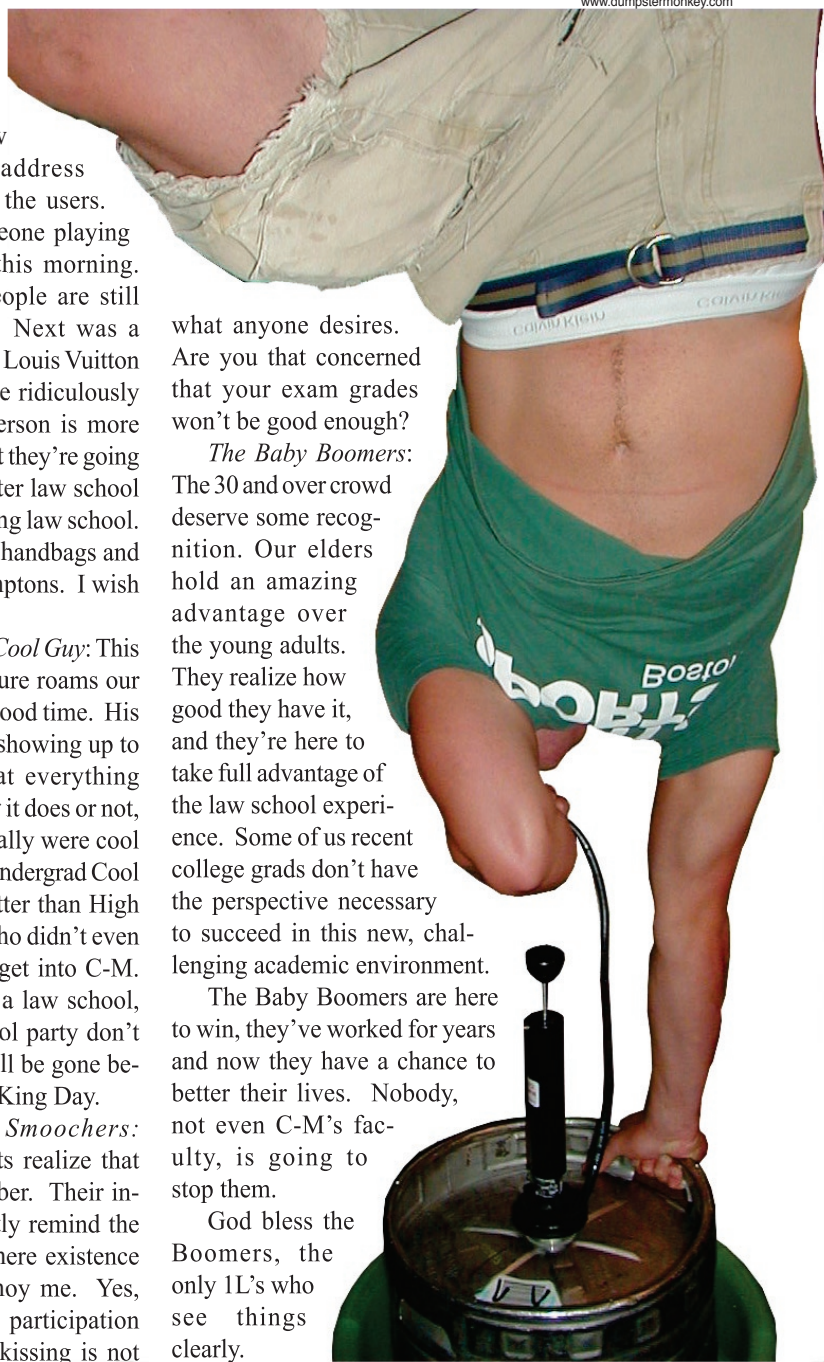 www.dumpstermonkey.com
address
the users.
eone playing
this morning.
eople are still
Next was a
Louis Vuitton
e ridiculously
erson is more
t they're going
ter law school
ng law school.
handbags and
mptons. I wish
Cool Guy: This
ure roams our
ood time. His
showing up to
at everything
it does or not,
ally were cool
ndergrad Cool
tter than High
ho didn't even
get into C-M.
a law school,
ol party don't
ll be gone be-
King Day.
Smoochers:
ts realize that
ber. Their in-
tly remind the
here existence
noy me. Yes,
participation
kissing is not
what anyone desires.
Are you that concerned
that your exam grades
won't be good enough?
The Baby Boomers:
The 30 and over crowd
deserve some recog-
nition. Our elders
hold an amazing
advantage over
the young adults.
They realize how
good they have it,
and they're here to
take full advantage of
the law school experi-
ence. Some of us recent
college grads don't have
the perspective necessary
to succeed in this new, chal-
lenging academic environment.
The Baby Boomers are here
to win, they've worked for years
and now they have a chance to
better their lives. Nobody,
not even C-M's fac-
ulty, is going to
stop them.
God bless the
Boomers, the
only 1L's who
see things
clearly.
Calvin Klein
Calvin Kle
Boston
SPORTS